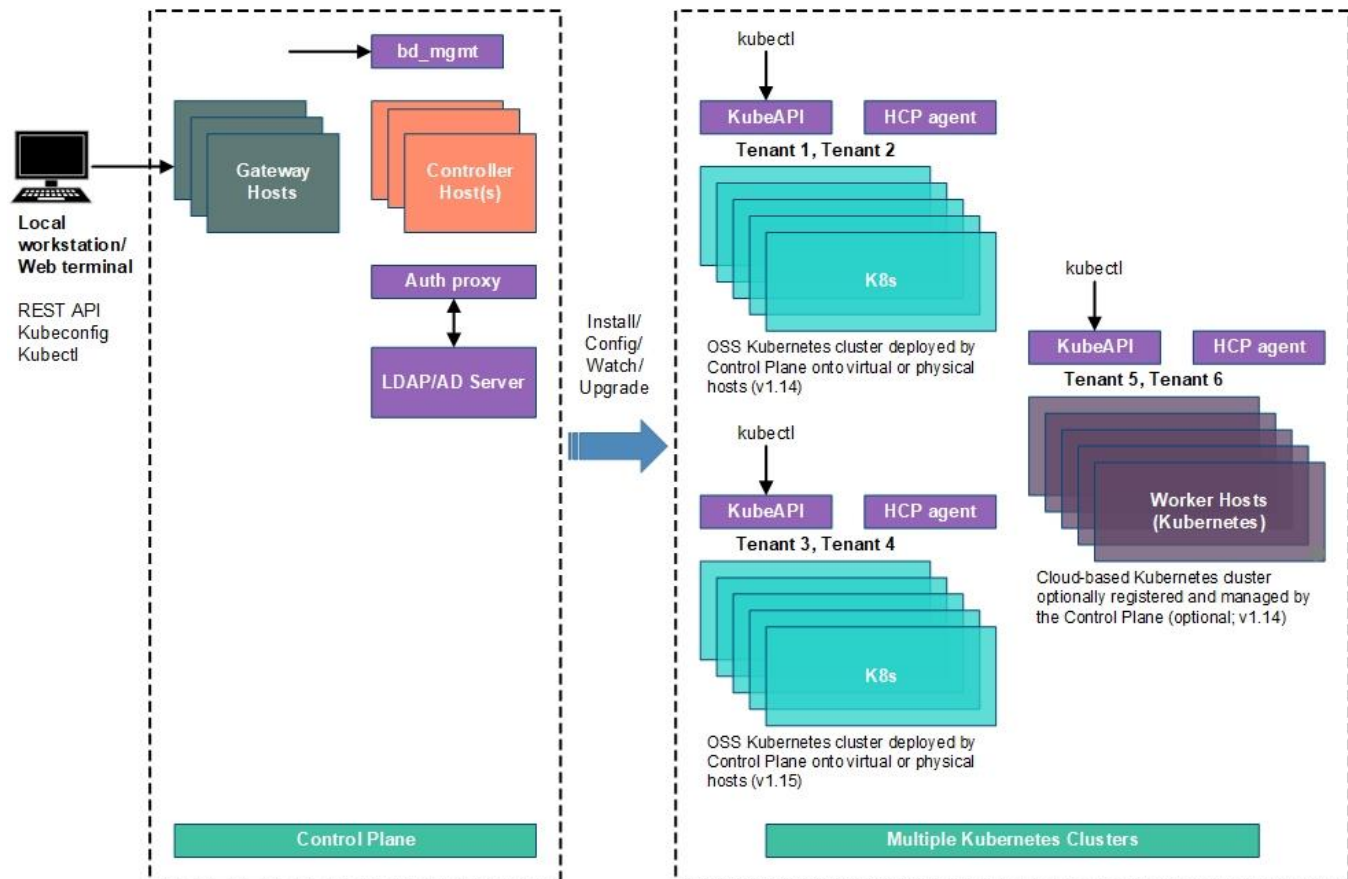 bd_mgmt
Gateway
Hosts
Controller
Host(s)
Local
workstation/
Web terminal
REST API
Kubeconfig
Kubectl
Auth proxy
LDAP/AD Server
Control Plane
Install/
Config/
Watch/
Upgrade
kubectl
KubeAPI
HCP agent
Tenant 1, Tenant 2
K8s
OSS Kubernetes cluster deployed by
Control Plane onto virtual or physical
hosts (v1.14)
kubectl
KubeAPI
HCP agent
Tenant 3, Tenant 4
K8s
OSS Kubernetes cluster deployed by
Control Plane onto virtual or physical
hosts (v1.15)
kubectl
KubeAPI
HCP agent
Tenant 5, Tenant 6
Worker Hosts
(Kubernetes)
Cloud-based Kubernetes cluster
optionally registered and managed by
the Control Plane (optional; v1.14)
Multiple Kubernetes Clusters